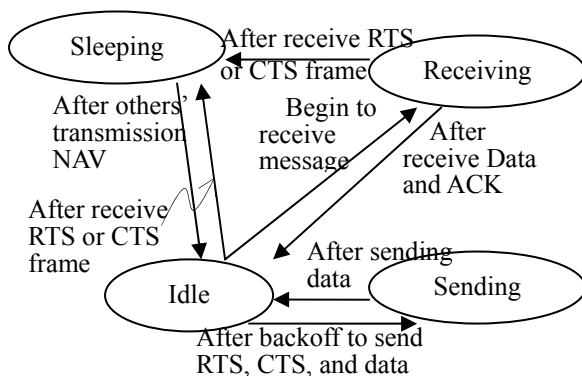 Sleeping
After receive RTS
or CTS frame
Receiving
After others'
transmission
NAV
Begin to
receive
message
After
receive Data
and ACK
After receive
RTS or CTS
frame
Idle
After sending
data
Sending
After backoff to send
RTS, CTS, and data